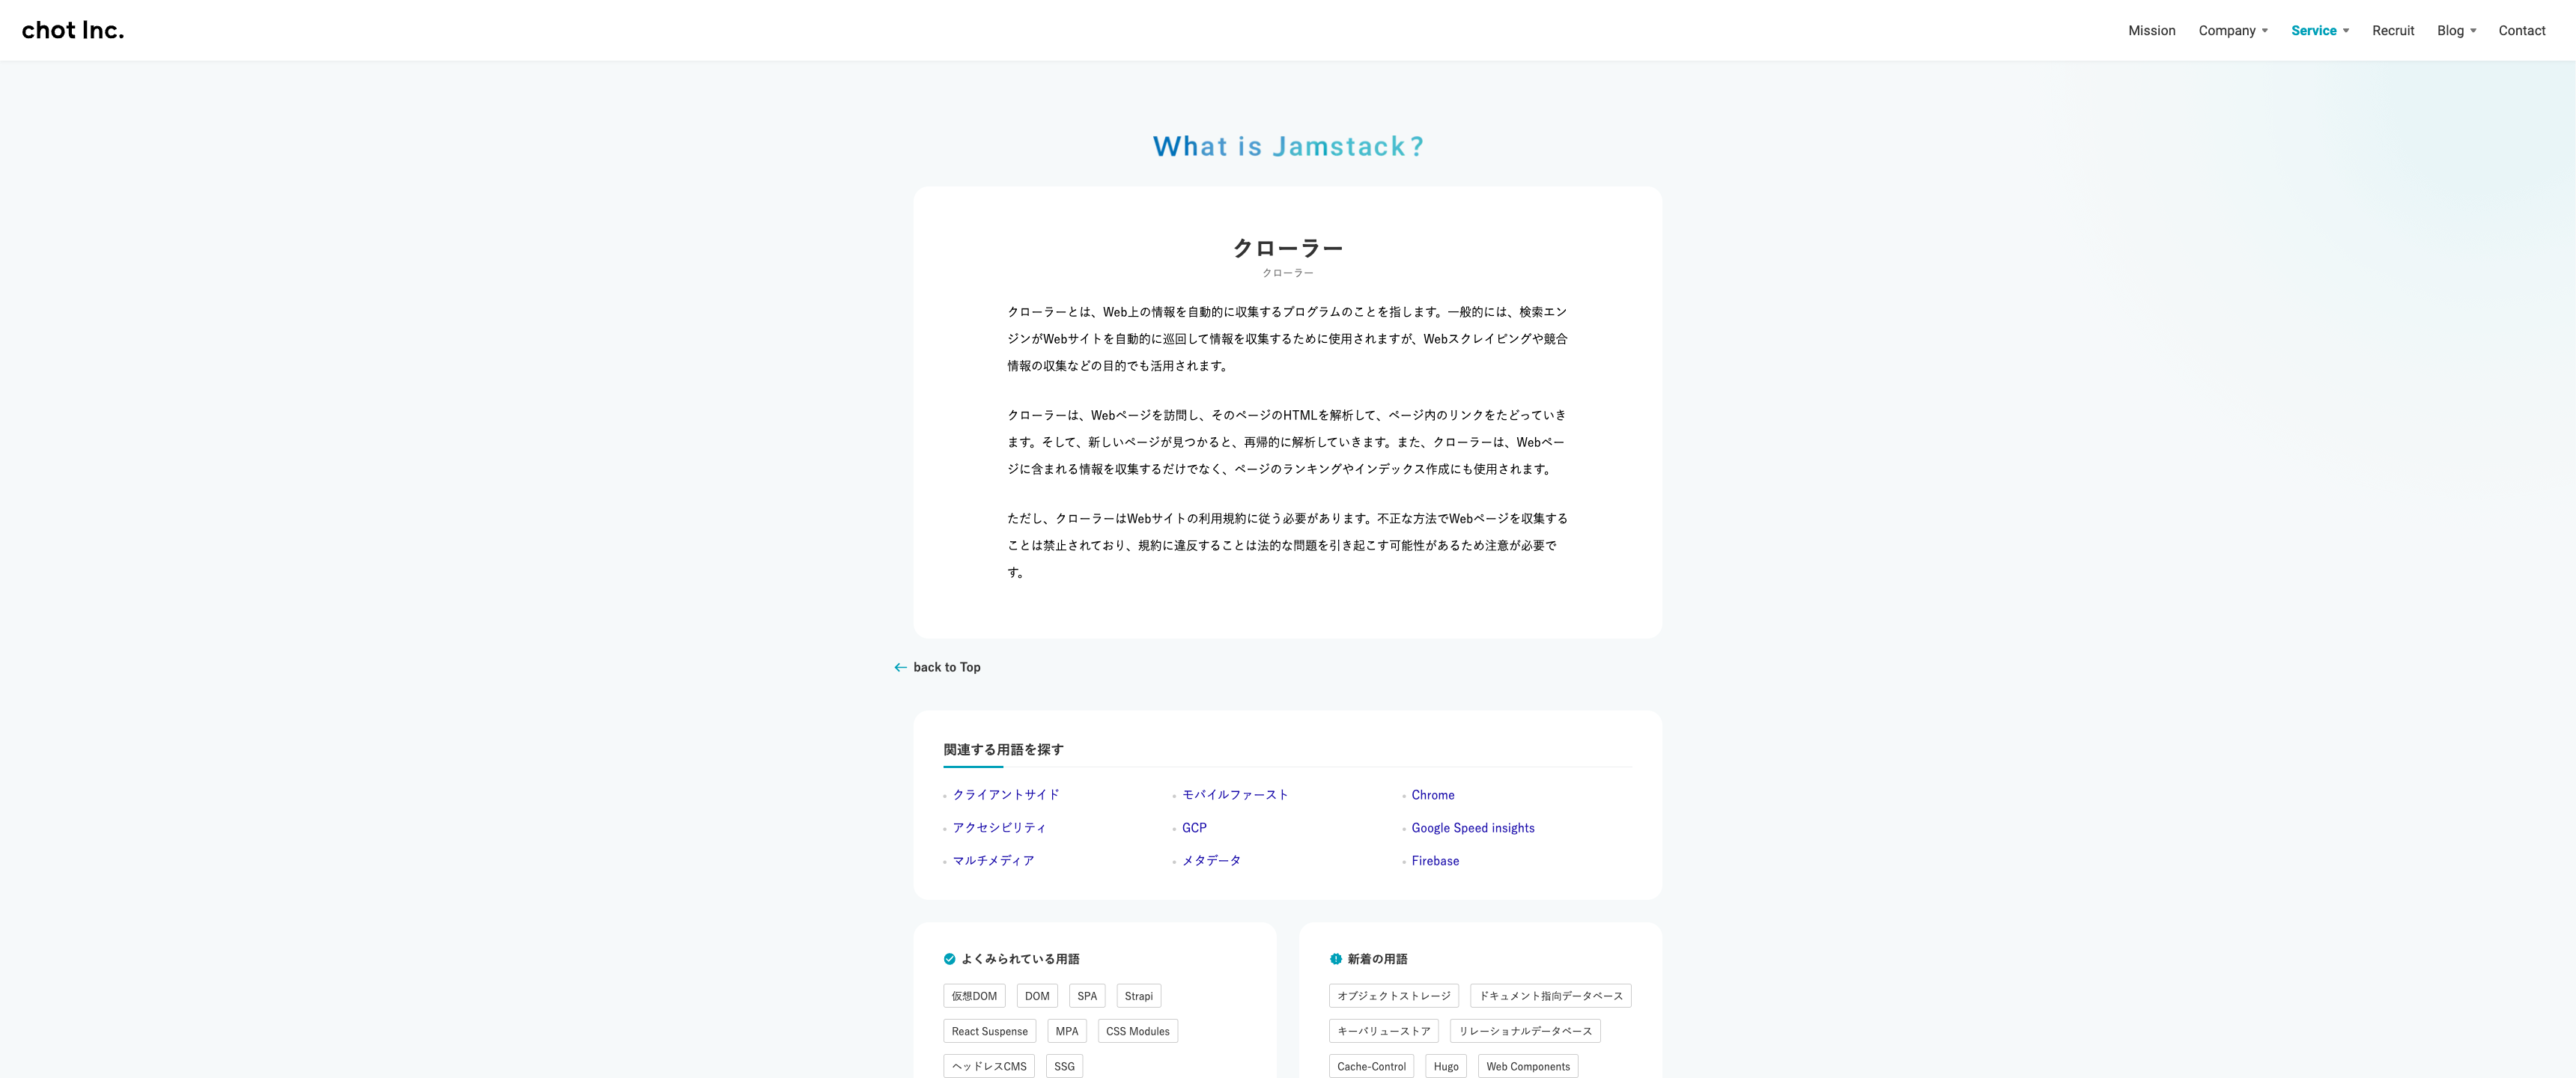 chot Inc.
Mission Company Service Recruit Blog Contact
What is Jamstack?
クローラー
クローラー
クローラーとは、Web上の情報を自動的に収集するプログラムのことを指します。一般的には、検索エン
ジンがWebサイトを自動的に巡回して情報を収集するために使用されますが、Webスクレイピングや競合
情報の収集などの目的でも活用されます。
クローラーは、Webページを訪問し、そのページのHTMLを解析して、ページ内のリンクをたどっていき
ます。そして、新しいページが見つかると、再帰的に解析していきます。また、クローラーは、Webペー
ジに含まれる情報を収集するだけでなく、ページのランキングやインデックス作成にも使用されます。
ただし、クローラーはWebサイトの利用規約に従う必要があります。不正な方法でWebページを収集する
ことは禁止されており、規約に違反することは法的な問題を引き起こす可能性があるため注意が必要で
す。
back to Top
関連する用語を探す
クライアントサイド モバイルファースト Chrome
アクセシビリティ GCP Google Speed insights
マルチメディア メタデータ Firebase
よくみられている用語
仮想DOM DOM SPA Strapi
React Suspense MPA CSS Modules
ヘッドレスCMS SSG
新着の用語
オブジェクトストレージ ドキュメント指向データベース
キーバリューストア リレーショナルデータベース
Cache-Control Hugo Web Components